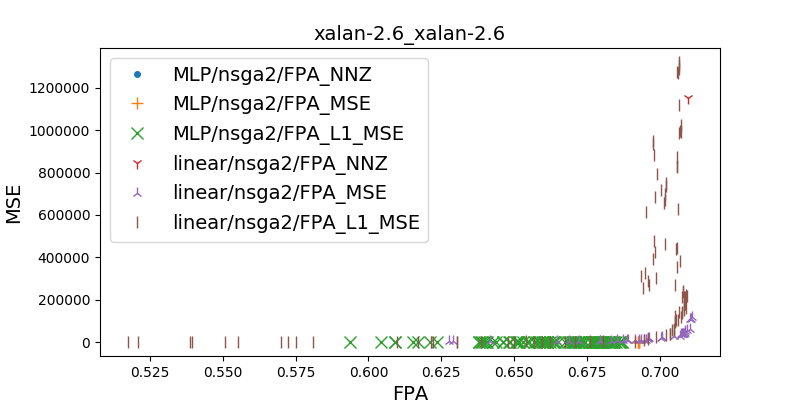 xalan-2.6_xalan-2.6
MSE
1200000
1000000
800000
600000
400000
200000
0
MLP/nsga2/FPA_NNZ
MLP/nsga2/FPA_MSE
MLP/nsga2/FPA_L1_MSE
linear/nsga2/FPA_NNZ
linear/nsga2/FPA_MSE
linear/nsga2/FPA_L1_MSE
0.525 0.550 0.575 0.600 0.625 0.650 0.675 0.700
FPA